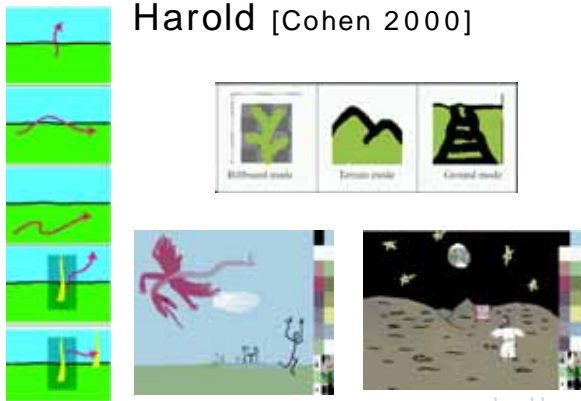 Harold [Cohen 2000]
Billboard mode
Terrain mode
Ground mode